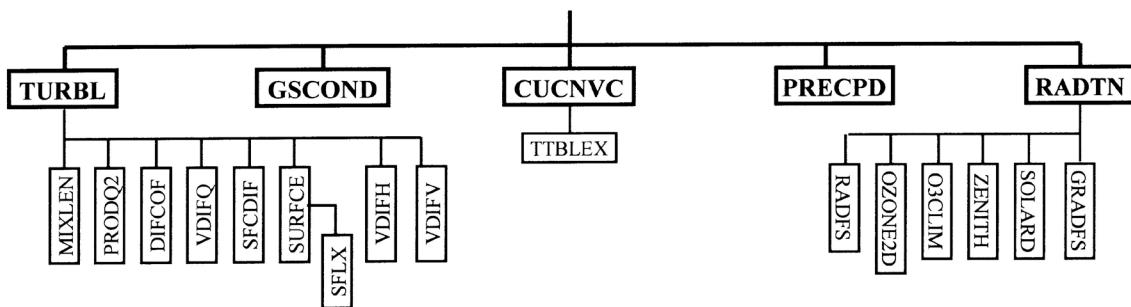 TURBL
GSCOND
CUCNVC
PRECPD
RADTN
TTBLEX
MIXLEN
PRODQ2
DIFCOF
VDIFQ
SFCDIF
SURFCE
SFLX
VDIFH
VDIFV
RADFS
OZONE2D
O3CLIM
ZENITH
SOLARD
GRADFS